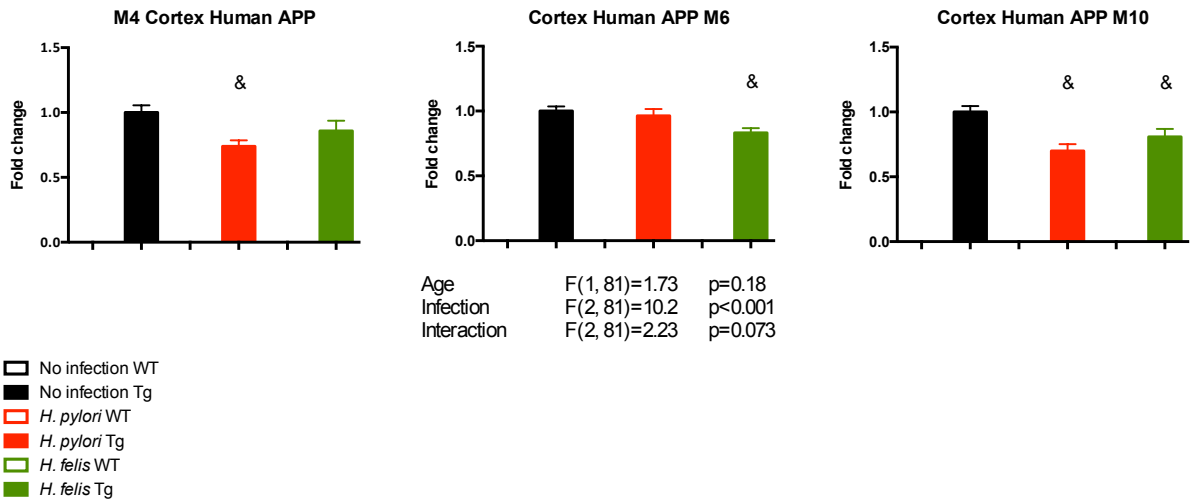 M4 Cortex Human APP
Fold change
1.5
1.0
0.5
0.0
&
Cortex Human APP M6
Fold change
1.5
1.0
0.5
0.0
&
Cortex Human APP M10
Fold change
1.5
1.0
0.5
0.0
& &
Age F(1, 81)=1.73 p=0.18
Infection F(2, 81)=10.2 p<0.001
Interaction F(2, 81)=2.23 p=0.073
No infection WT
No infection Tg
H. pylori WT
H. pylori Tg
H. felis WT
H. felis Tg